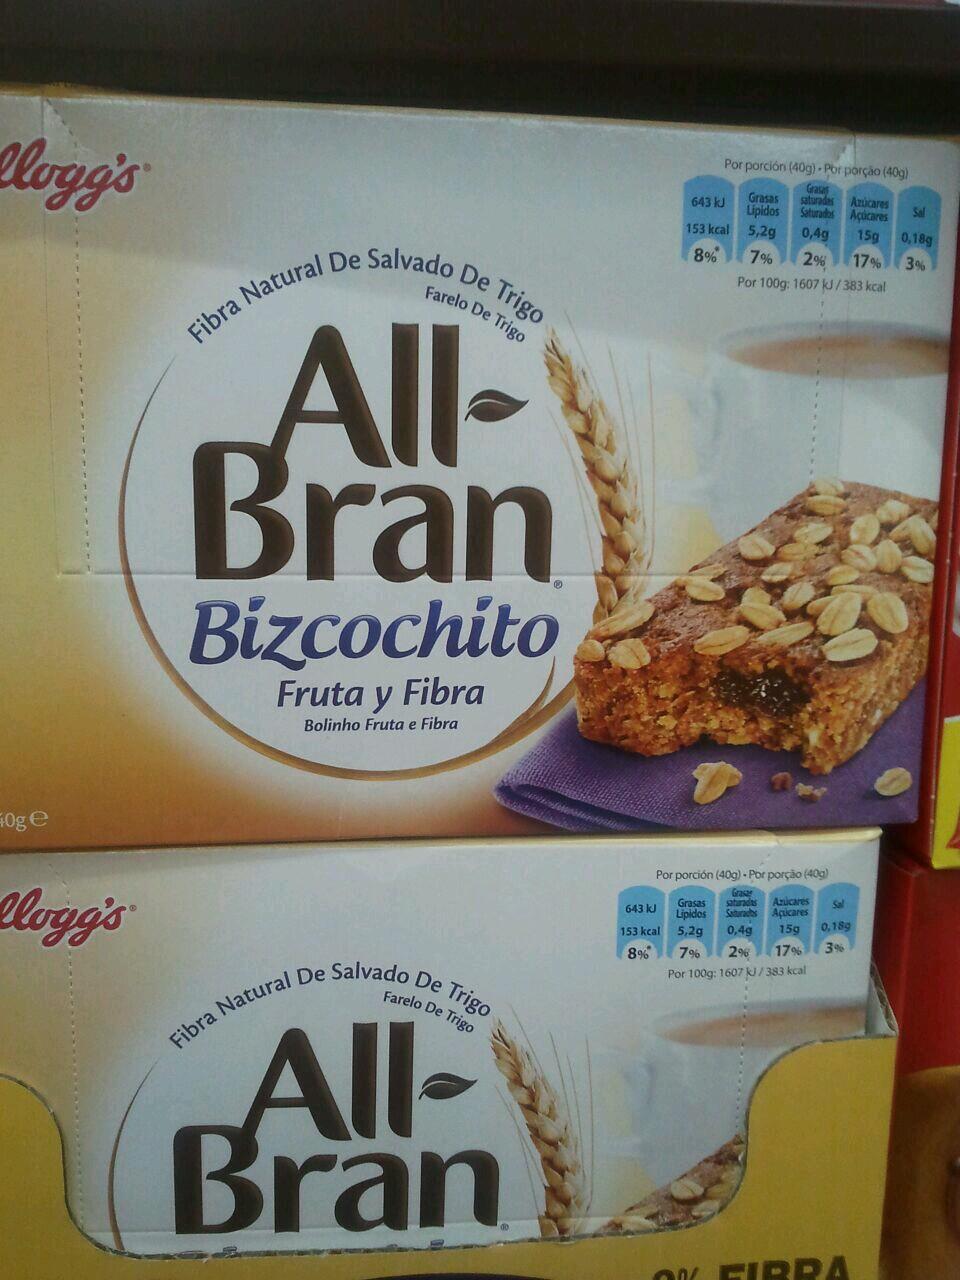 Por porción (40g) • Por porção (40g)
643 kJ
153 kcal
8%*
Grasas
Lípidos
5,2g
7%
Grasas
saturadas
Saturados
0,4g
2%
Azúcares
Açúcares
15g
17%
Sal
0,18g
3%
Por 100g: 1607 kJ / 383 kcal
Fibra Natural De Salvado De Trigo
Farelo De Trigo
All-
Bran®
Bizcochito
Fruta y Fibra
Bolinho Fruta e Fibra
Por porción (40g) • Por porção (40g)
643 kJ
153 kcal
8%*
Grasas
Lípidos
5,2g
7%
Grasas
saturadas
Saturados
0,4g
2%
Azúcares
Açúcares
15g
17%
Sal
0,18g
3%
Por 100g: 1607 kJ / 383 kcal
Fibra Natural De Salvado De Trigo
Farelo De Trigo
All-
Bran®
FIBRA